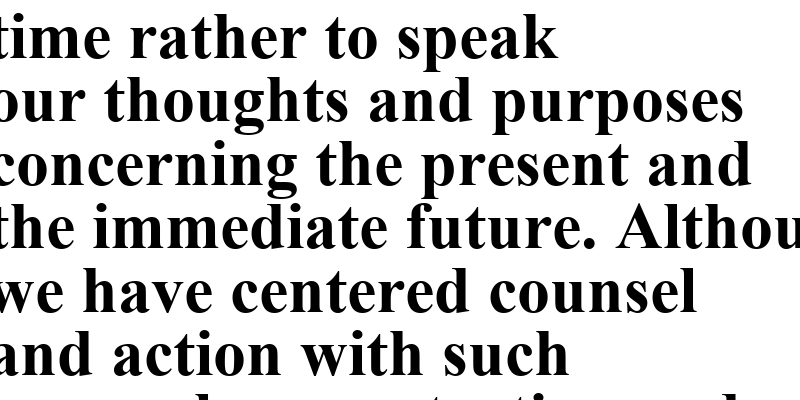 time rather to speak
our thoughts and purposes
concerning the present and
the immediate future. Althou
we have centered counsel
and action with such